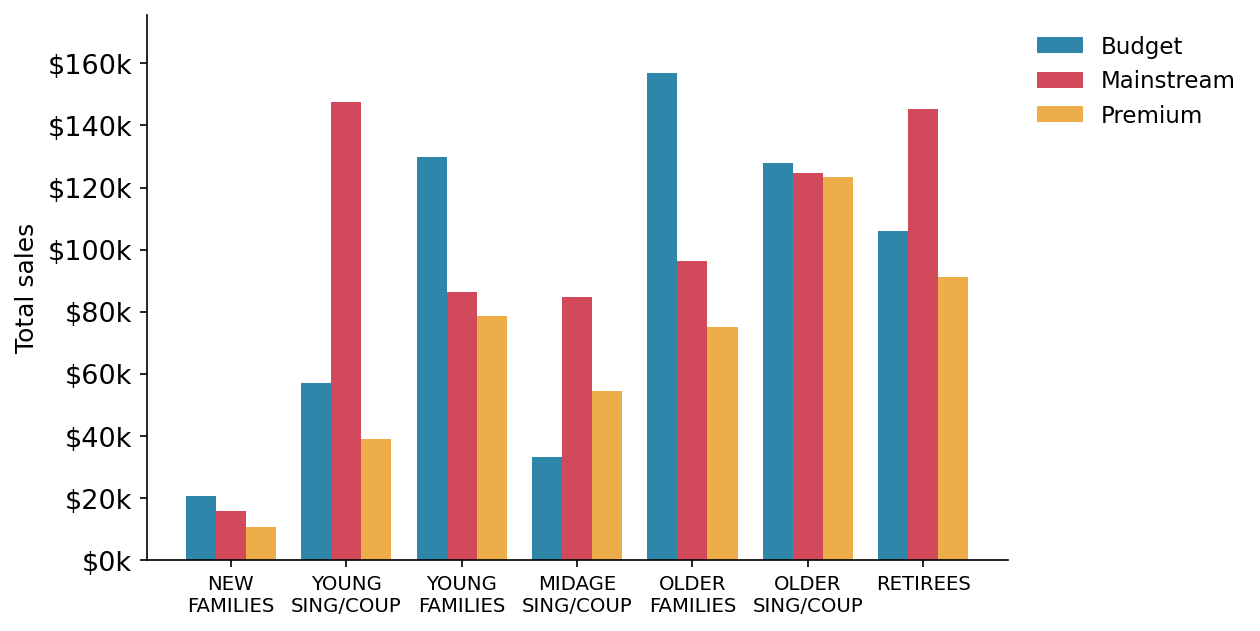 $160k
$140k
$120k
$100k
$80k
$60k
$40k
$20k
$0k
Total sales
NEW
FAMILIES
YOUNG
SING/COUP
YOUNG
FAMILIES
MIDAGE
SING/COUP
OLDER
FAMILIES
OLDER
SING/COUP
RETIREES
Budget
Mainstream
Premium